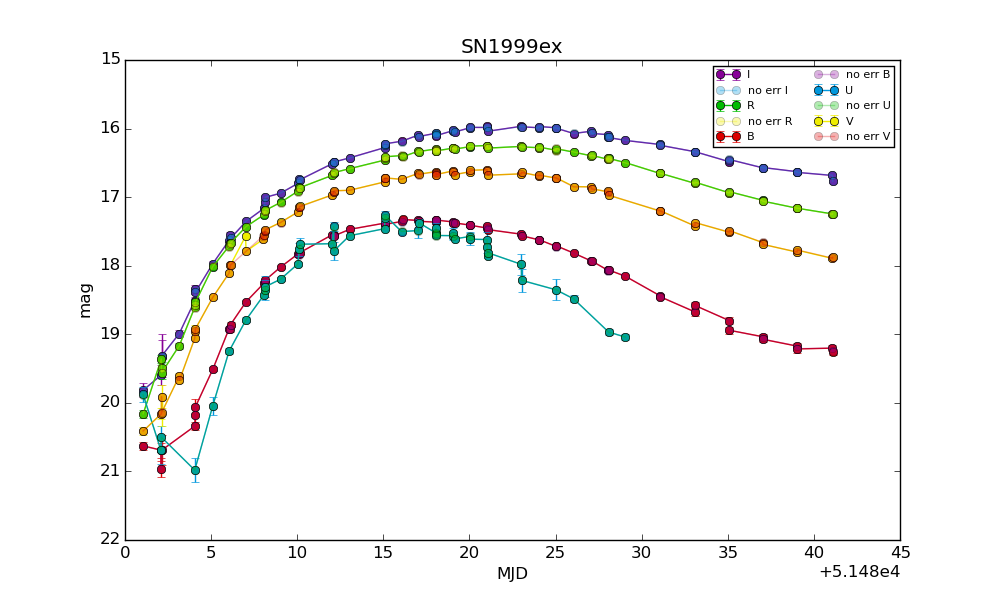 SN1999ex
15
16
17
18
19
20
21
22
mag
I
no err I
R
no err R
B
no err B
U
no err U
V
no err V
0
5
10
15
20
25
30
35
40
45
MJD
+5.148e4